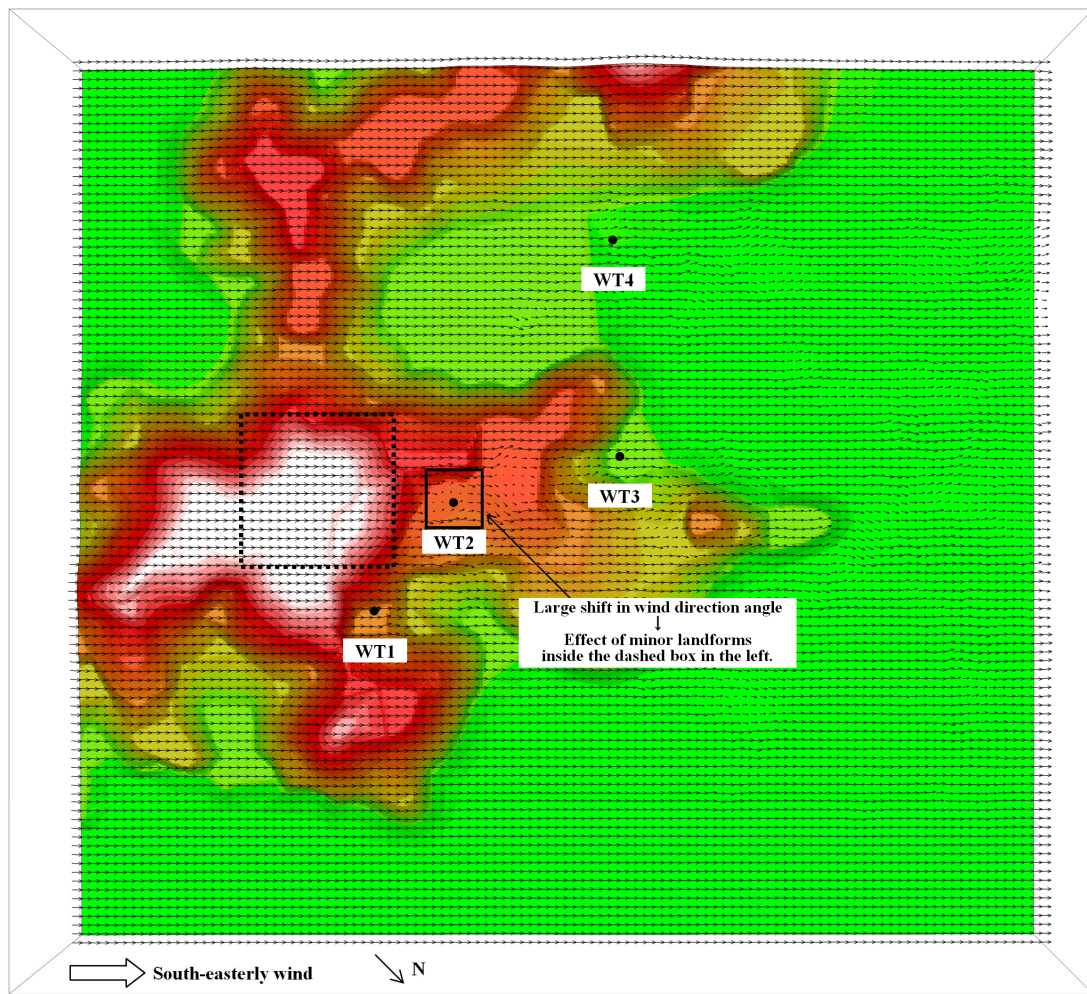 WT4
WT3
WT2
Large shift in wind direction angle
↓
Effect of minor landforms
inside the dashed box in the left.
WT1
South-easterly wind
N